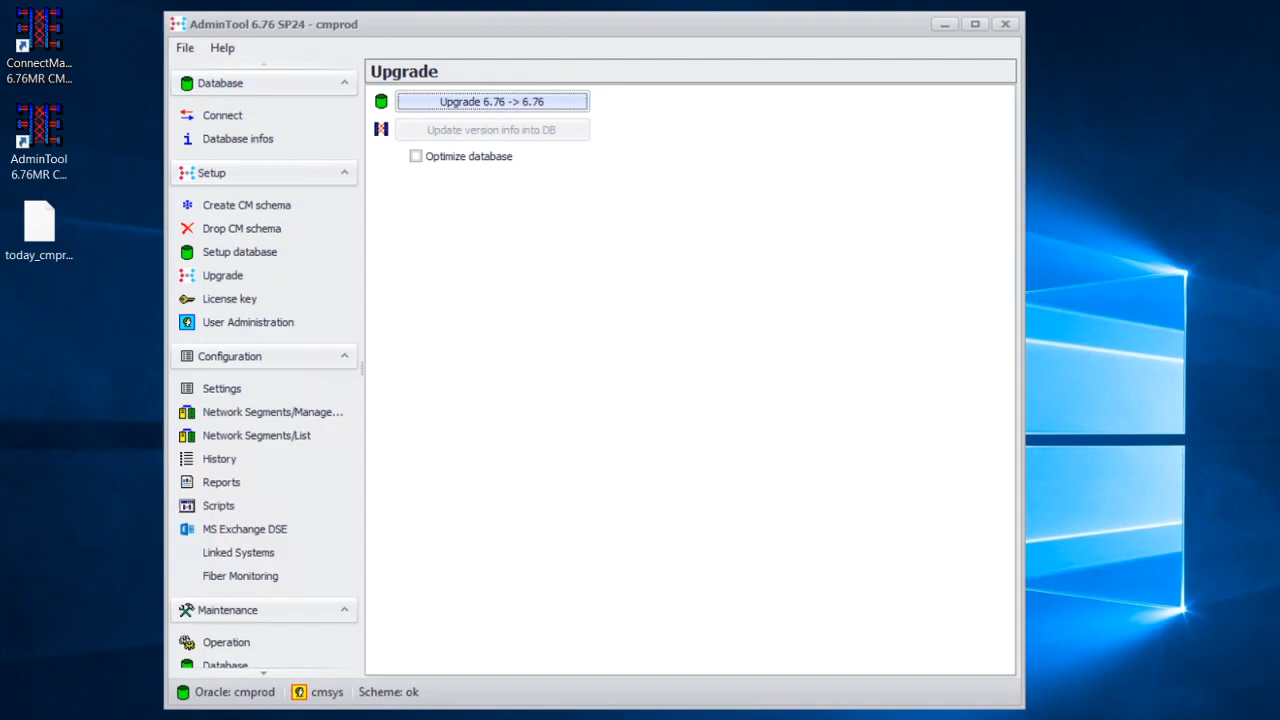 ConnectMa...
6.76MR CM...
AdminTool
6.76MR C...
today_cmpr...
AdminTool 6.76 SP24 - cmprod
File Help
Database
Connect
Database infos
Setup
Create CM schema
Drop CM schema
Setup database
Upgrade
License key
User Administration
Configuration
Settings
Network Segments/Manage...
Network Segments/List
History
Reports
Scripts
MS Exchange DSE
Linked Systems
Fiber Monitoring
Maintenance
Operation
Database
Upgrade
Upgrade 6.76 -> 6.76
Update version info into DB
Optimize database
Oracle: cmprod cmsys Scheme: ok